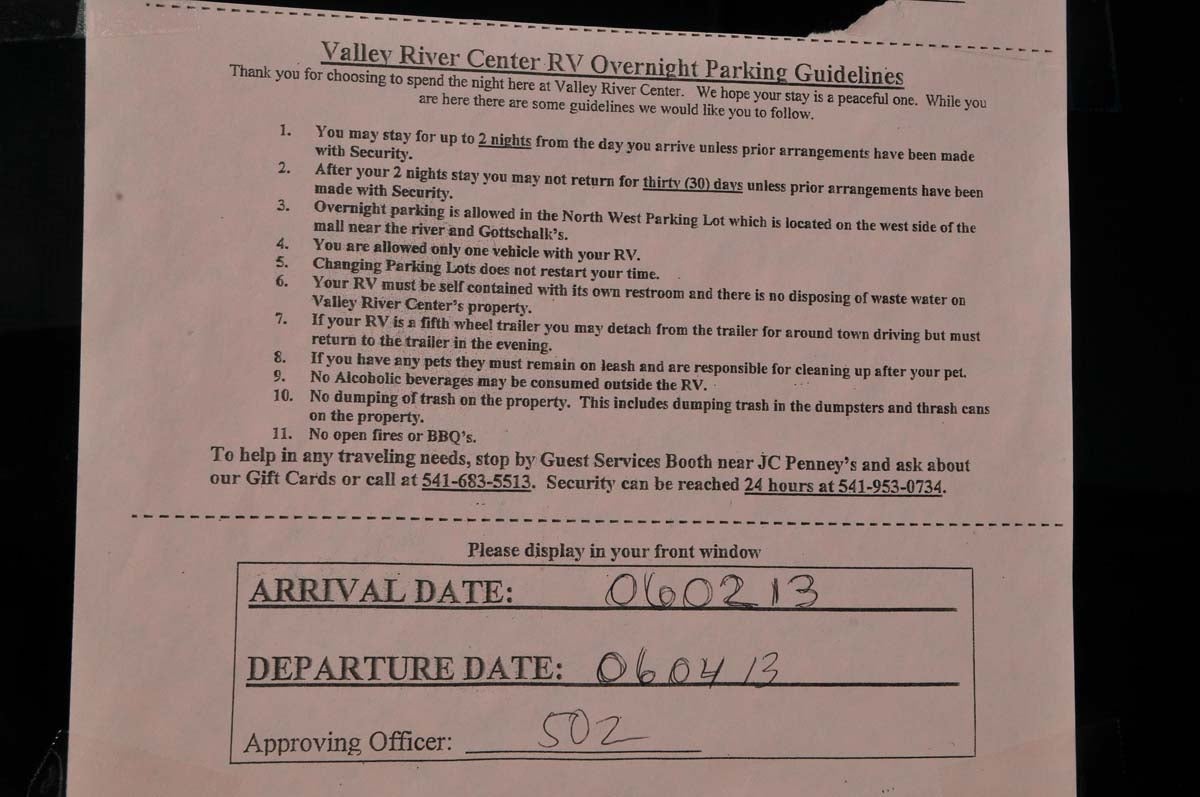 Valley River Center RV Overnight Parking Guidelines
Thank you for choosing to spend the night here at Valley River Center. We hope your stay is a peaceful one. While you
are here there are some guidelines we would like you to follow.
1. You may stay for up to 2 nights from the day you arrive unless prior arrangements have been made
with Security.
2. After your 2 nights stay you may not return for thirty (30) days unless prior arrangements have been
made with Security.
3. Overnight parking is allowed in the North West Parking Lot which is located on the west side of the
mall near the river and Gottschalk's.
4. You are allowed only one vehicle with your RV.
5. Changing Parking Lots does not restart your time.
6. Your RV must be self contained with its own restroom and there is no disposing of waste water on
Valley River Center's property.
7. If your RV is a fifth wheel trailer you may detach from the trailer for around town driving but must
return to the trailer in the evening.
8. If you have any pets they must remain on leash and are responsible for cleaning up after your pet.
9. No Alcoholic beverages may be consumed outside the RV.
10. No dumping of trash on the property. This includes dumping trash in the dumpsters and thrash cans
on the property.
11. No open fires or BBQ's.
To help in any traveling needs, stop by Guest Services Booth near JC Penney's and ask about
our Gift Cards or call at 541-683-5513. Security can be reached 24 hours at 541-953-0734.
Please display in your front window
ARRIVAL DATE: 060213
DEPARTURE DATE: 060413
Approving Officer: 502